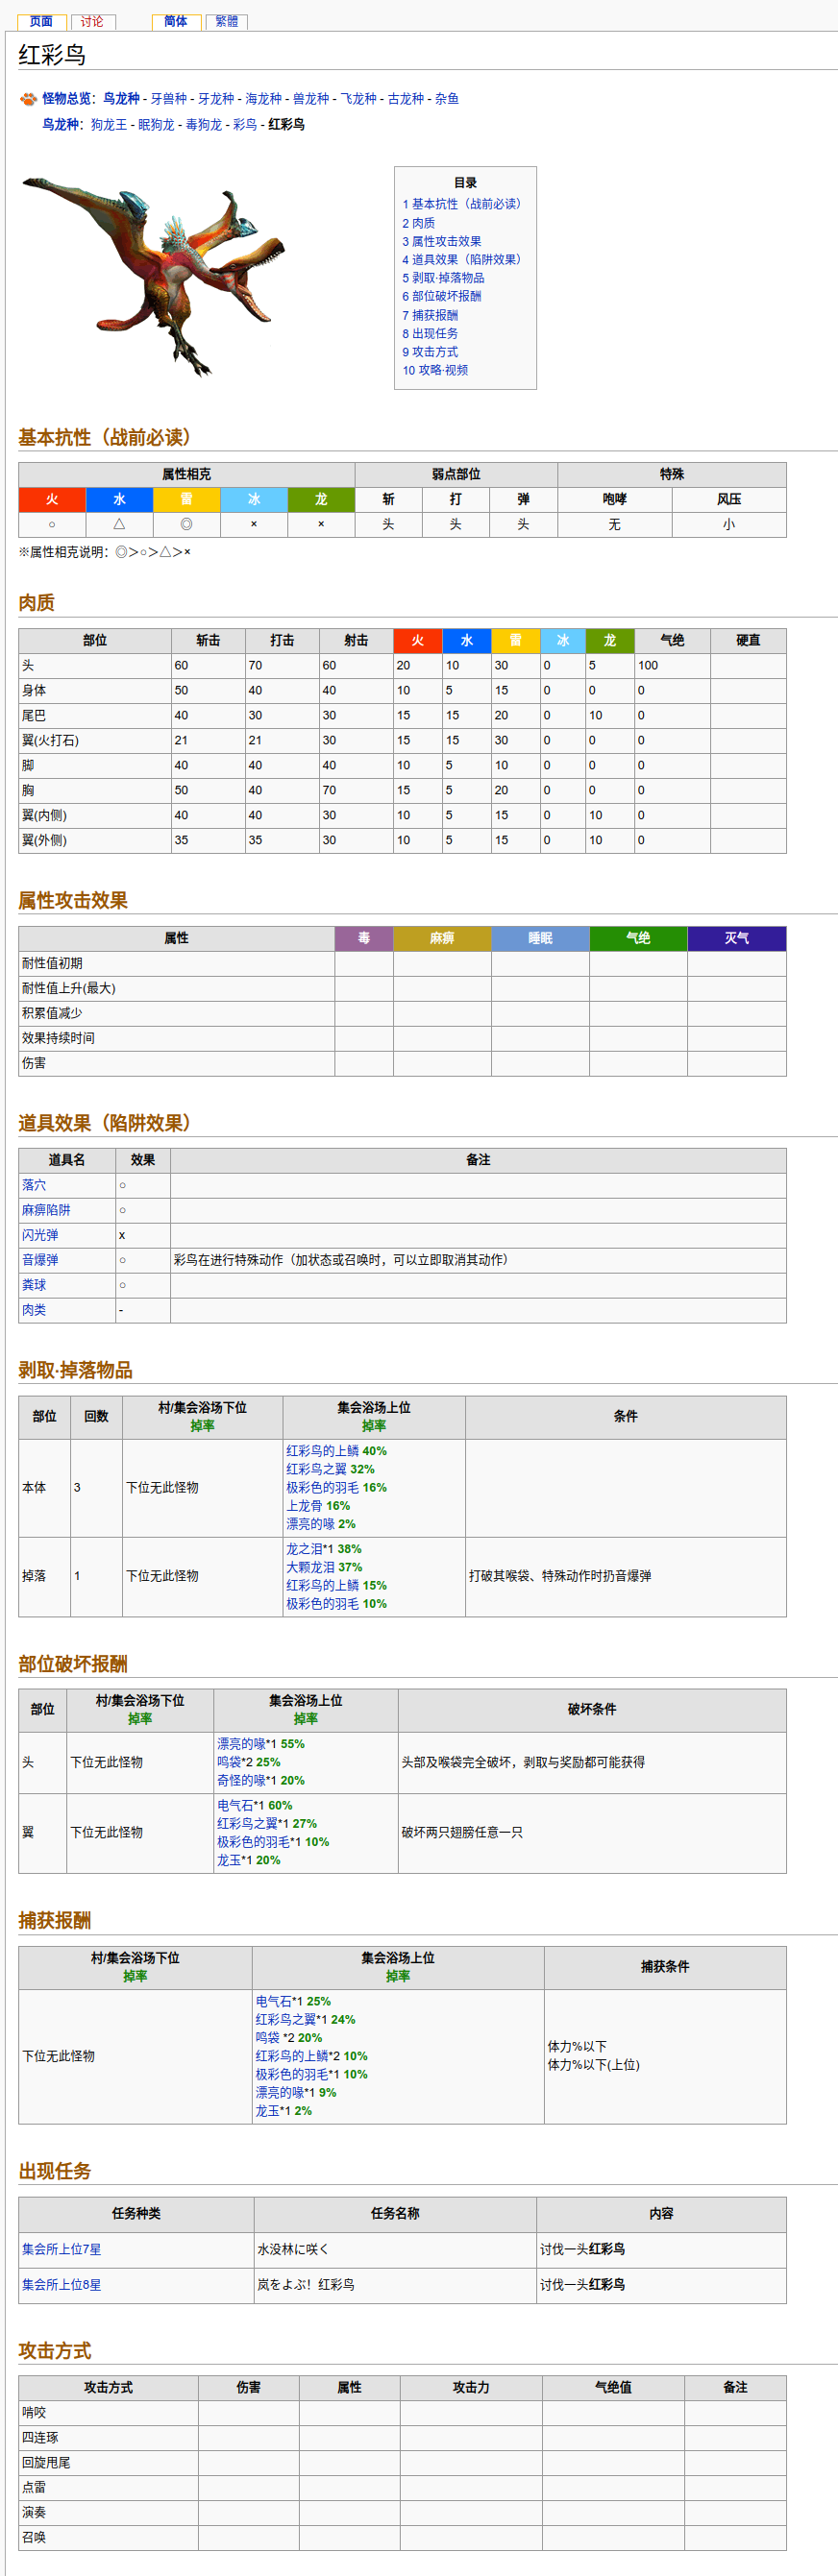 页面 讨论 简体 繁體
红彩鸟
怪物总览：鸟龙种 - 牙兽种 - 牙龙种 - 海龙种 - 兽龙种 - 飞龙种 - 古龙种 - 杂鱼
鸟龙种：狗龙王 - 眠狗龙 - 毒狗龙 - 彩鸟 - 红彩鸟
目录
1 基本抗性（战前必读）
2 肉质
3 属性攻击效果
4 道具效果（陷阱效果）
5 剥取·掉落物品
6 部位破坏报酬
7 捕获报酬
8 出现任务
9 攻击方式
10 攻略·视频
基本抗性（战前必读）
属性相克 弱点部位 特殊
火 水 雷 冰 龙 斩 打 弹 咆哮 风压
○ △ ◎ × × 头 头 头 无 小
※属性相克说明：◎＞○＞△＞×
肉质
部位 斩击 打击 射击 火 水 雷 冰 龙 气绝 硬直
头 60 70 60 20 10 30 0 5 100
身体 50 40 40 10 5 15 0 0 0
尾巴 40 30 30 15 15 20 0 10 0
翼(火打石) 21 21 30 15 15 30 0 0 0
脚 40 40 40 10 5 10 0 0 0
胸 50 40 70 15 5 20 0 0 0
翼(内侧) 40 40 30 10 5 15 0 10 0
翼(外侧) 35 35 30 10 5 15 0 10 0
属性攻击效果
属性 毒 麻痹 睡眠 气绝 灭气
耐性值初期
耐性值上升(最大)
积累值减少
效果持续时间
伤害
道具效果（陷阱效果）
道具名 效果 备注
落穴 ○
麻痹陷阱 ○
闪光弹 x
音爆弹 ○ 彩鸟在进行特殊动作（加状态或召唤时，可以立即取消其动作）
粪球 ○
肉类 -
剥取·掉落物品
部位 回数 村/集会浴场下位 集会浴场上位 条件
掉率 掉率
本体 3 下位无此怪物
红彩鸟的上鳞 40%
红彩鸟之翼 32%
极彩色的羽毛 16%
上龙骨 16%
漂亮的喙 2%
掉落 1 下位无此怪物
龙之泪*1 38%
大颗龙泪 37%
红彩鸟的上鳞 15%
极彩色的羽毛 10%
打破其喉袋、特殊动作时扔音爆弹
部位破坏报酬
部位 村/集会浴场下位 集会浴场上位 破坏条件
掉率 掉率
头 下位无此怪物
漂亮的喙*1 55%
鸣袋*2 25%
奇怪的喙*1 20%
头部及喉袋完全破坏，剥取与奖励都可能获得
翼 下位无此怪物
电气石*1 60%
红彩鸟之翼*1 27%
极彩色的羽毛*1 10%
龙玉*1 20%
破坏两只翅膀任意一只
捕获报酬
村/集会浴场下位 集会浴场上位 捕获条件
掉率 掉率
下位无此怪物
电气石*1 25%
红彩鸟之翼*1 24%
鸣袋 *2 20%
红彩鸟的上鳞*2 10%
极彩色的羽毛*1 10%
漂亮的喙*1 9%
龙玉*1 2%
体力%以下
体力%以下(上位)
出现任务
任务种类 任务名称 内容
集会所上位7星 水没林に咲く 讨伐一头红彩鸟
集会所上位8星 岚をよぶ！红彩鸟 讨伐一头红彩鸟
攻击方式
攻击方式 伤害 属性 攻击力 气绝值 备注
啃咬
四连琢
回旋甩尾
点雷
演奏
召唤